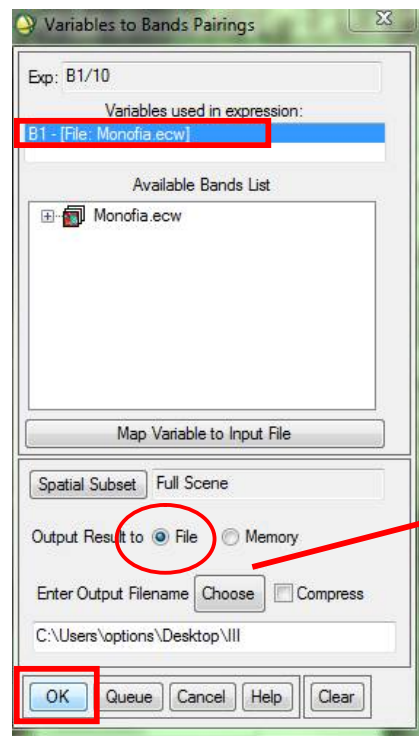 Variables to Bands Pairings
Exp: B1/10
Variables used in expression:
B1 - [File: Monofia.ecw]
Available Bands List
Monofia.ecw
Map Variable to Input File
Spatial Subset Full Scene
Output Result to File Memory
Enter Output Filename Choose Compress
C:\Users\options\Desktop\III
OK Queue Cancel Help Clear